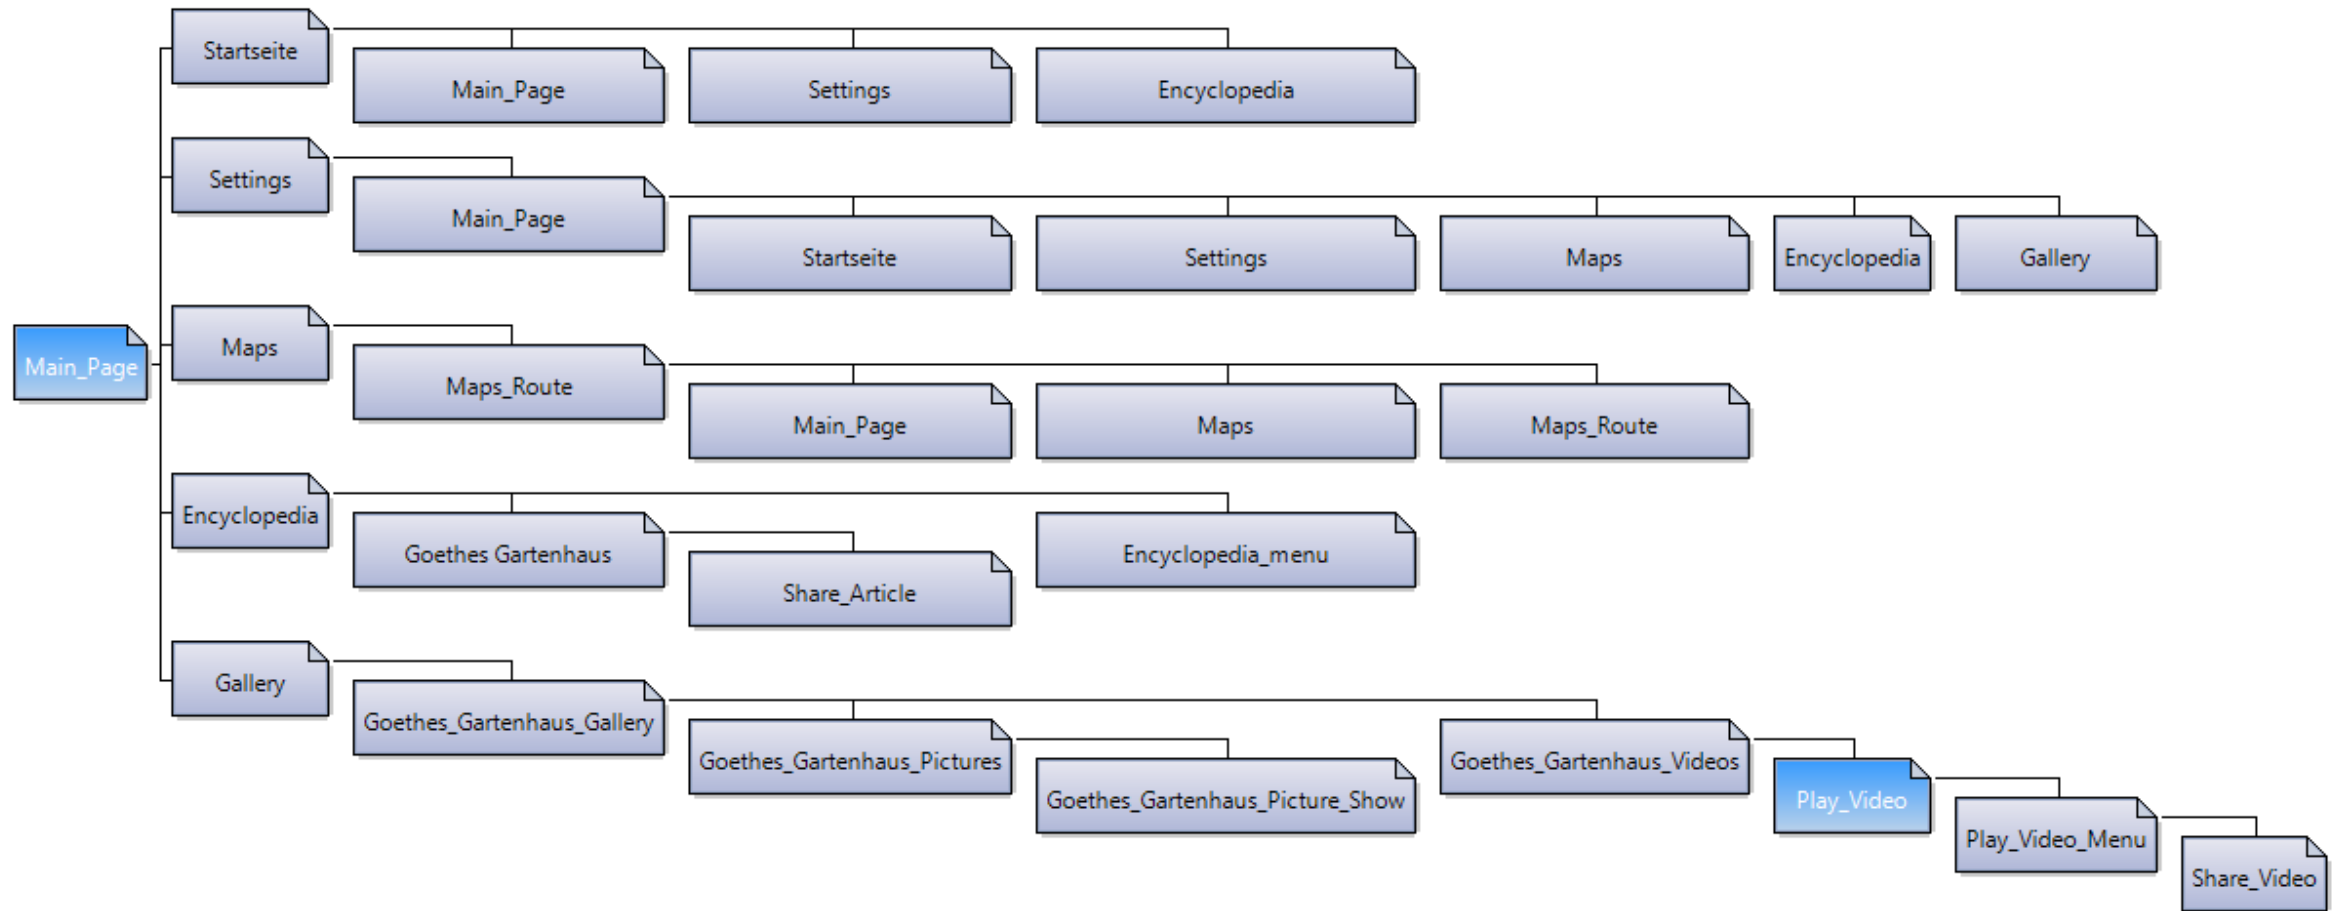 Startseite
Main_Page
Settings
Encyclopedia
Settings
Main_Page
Startseite
Settings
Maps
Encyclopedia
Gallery
Main_Page
Maps
Maps_Route
Main_Page
Maps
Maps_Route
Encyclopedia
Goethes Gartenhaus
Encyclopedia_menu
Share_Article
Gallery
Goethes_Gartenhaus_Gallery
Goethes_Gartenhaus_Pictures
Goethes_Gartenhaus_Picture_Show
Goethes_Gartenhaus_Videos
Play_Video
Play_Video_Menu
Share_Video